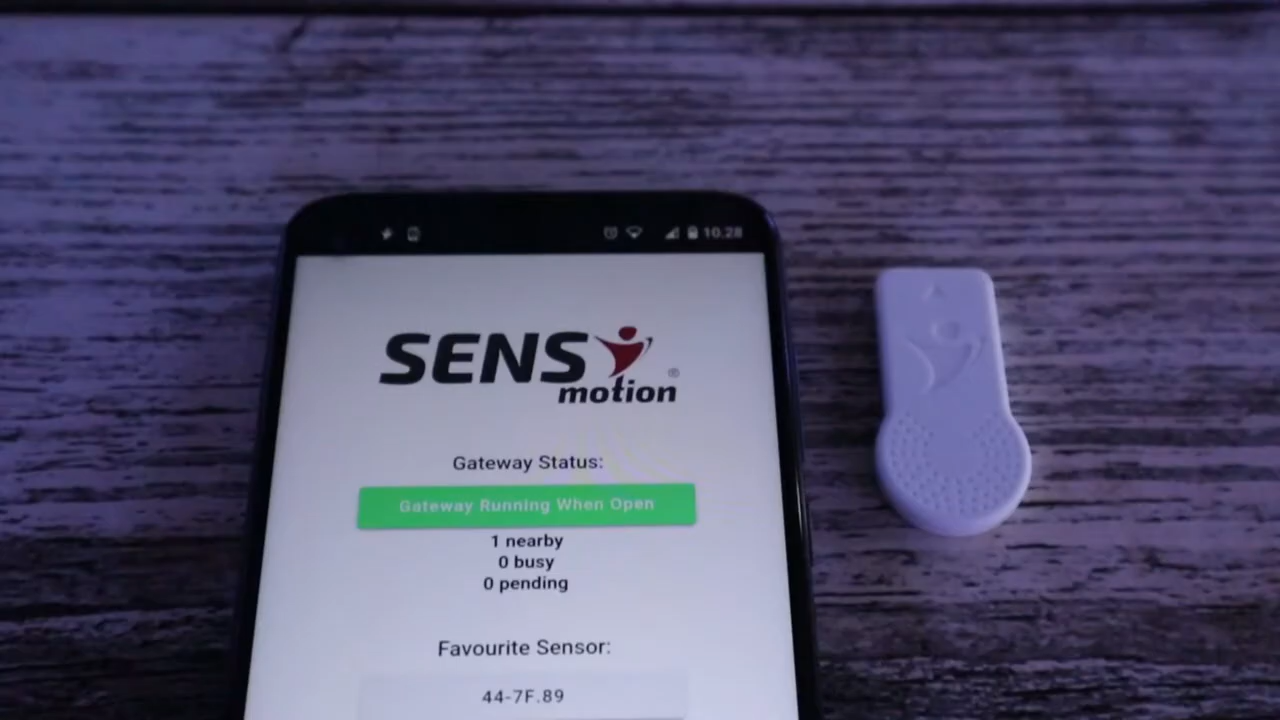 10.28
SENS
motion®
Gateway Status:
Gateway Running When Open
1 nearby
0 busy
0 pending
Favourite Sensor:
44-7F.89